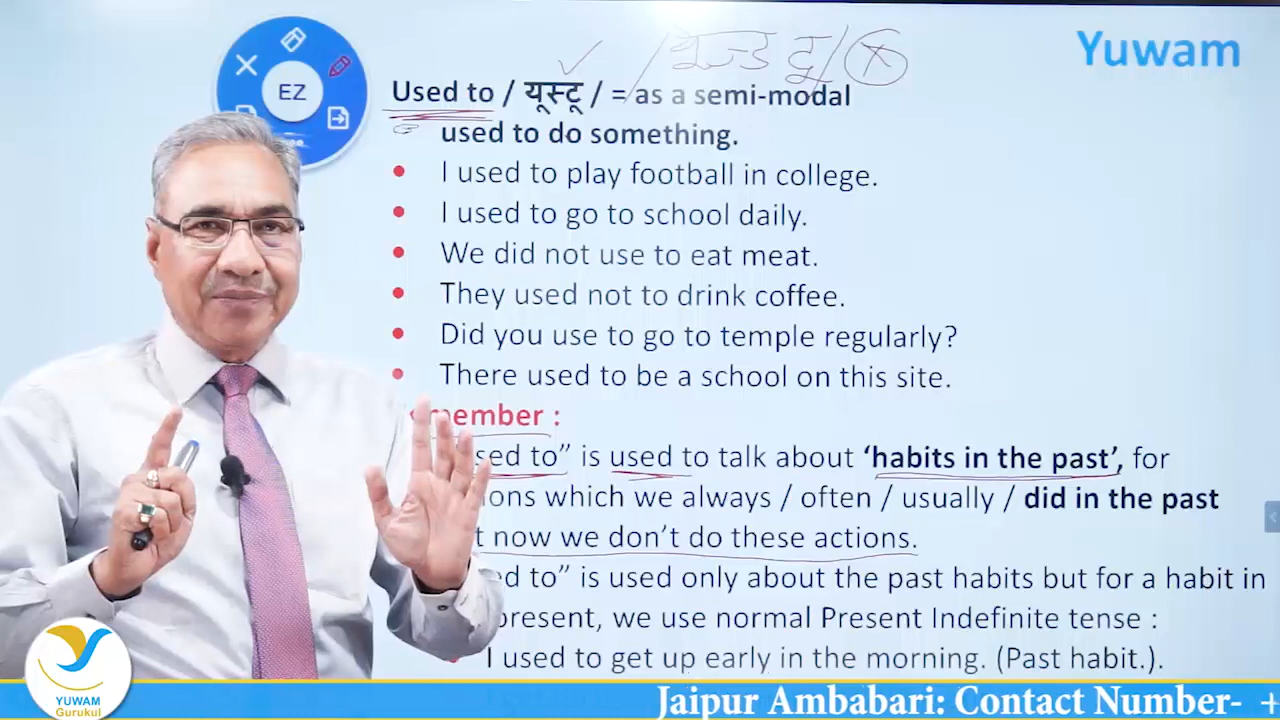 Yuwam
EZ
Used to / यूस्टू / = as a semi-modal
used to do something.
I used to play football in college.
I used to go to school daily.
We did not use to eat meat.
They used not to drink coffee.
Did you use to go to temple regularly?
There used to be a school on this site.
member :
sed to” is used to talk about ‘habits in the past’, for
ions which we always / often / usually / did in the past
t now we don’t do these actions.
ed to” is used only about the past habits but for a habit in
present, we use normal Present Indefinite tense :
I used to get up early in the morning. (Past habit.).
YUWAM
Gurukul
Jaipur Ambabari: Contact Number- +